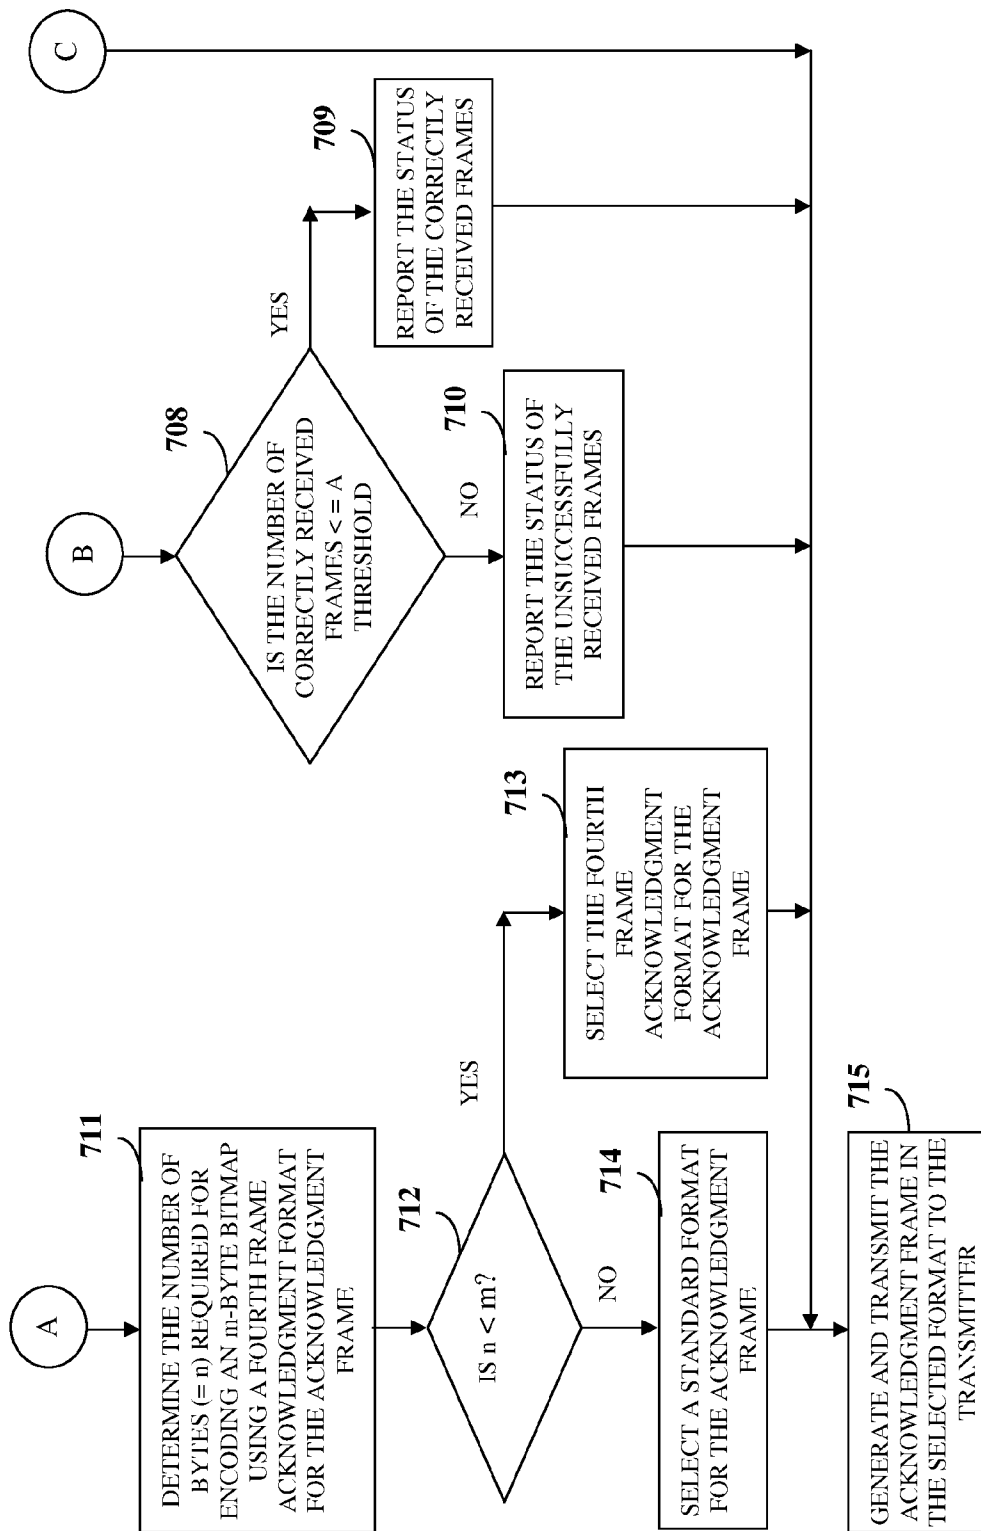 A
711
DETERMINE THE NUMBER OF
BYTES (= n) REQUIRED FOR
ENCODING AN m-BYTE BITMAP
USING A FOURTH FRAME
ACKNOWLEDGMENT FORMAT
FOR THE ACKNOWLEDGMENT
FRAME
712
IS n < m?
YES
NO
713
SELECT THE FOURTH
FRAME
ACKNOWLEDGMENT
FORMAT FOR THE
ACKNOWLEDGMENT
FRAME
714
SELECT A STANDARD FORMAT
FOR THE ACKNOWLEDGMENT
FRAME
715
GENERATE AND TRANSMIT THE
ACKNOWLEDGMENT FRAME IN
THE SELECTED FORMAT TO THE
TRANSMITTER
B
708
IS THE NUMBER OF
CORRECTLY RECEIVED
FRAMES < = A
THRESHOLD
YES
NO
709
REPORT THE STATUS
OF THE CORRECTLY
RECEIVED FRAMES
710
REPORT THE STATUS OF
THE UNSUCCESSFULLY
RECEIVED FRAMES
C